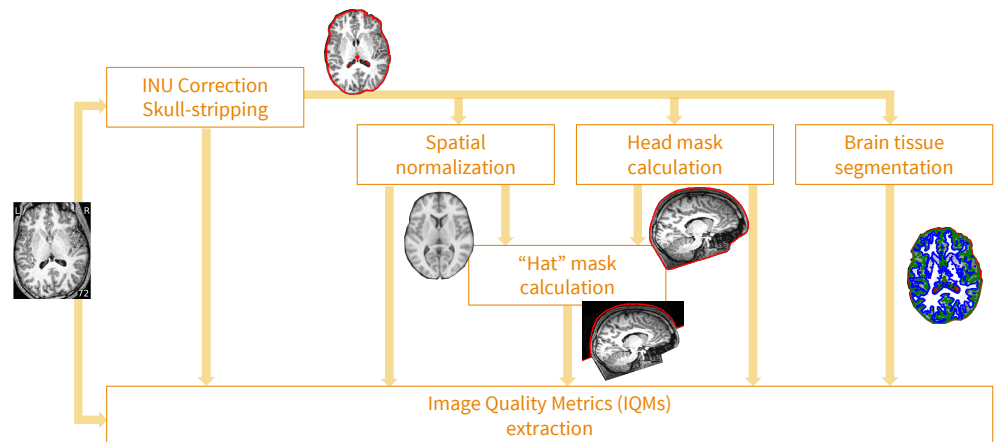 INU Correction
Skull-stripping
Spatial
normalization
Head mask
calculation
Brain tissue
segmentation
L R
72
“Hat” mask
calculation
Image Quality Metrics (IQMs)
extraction